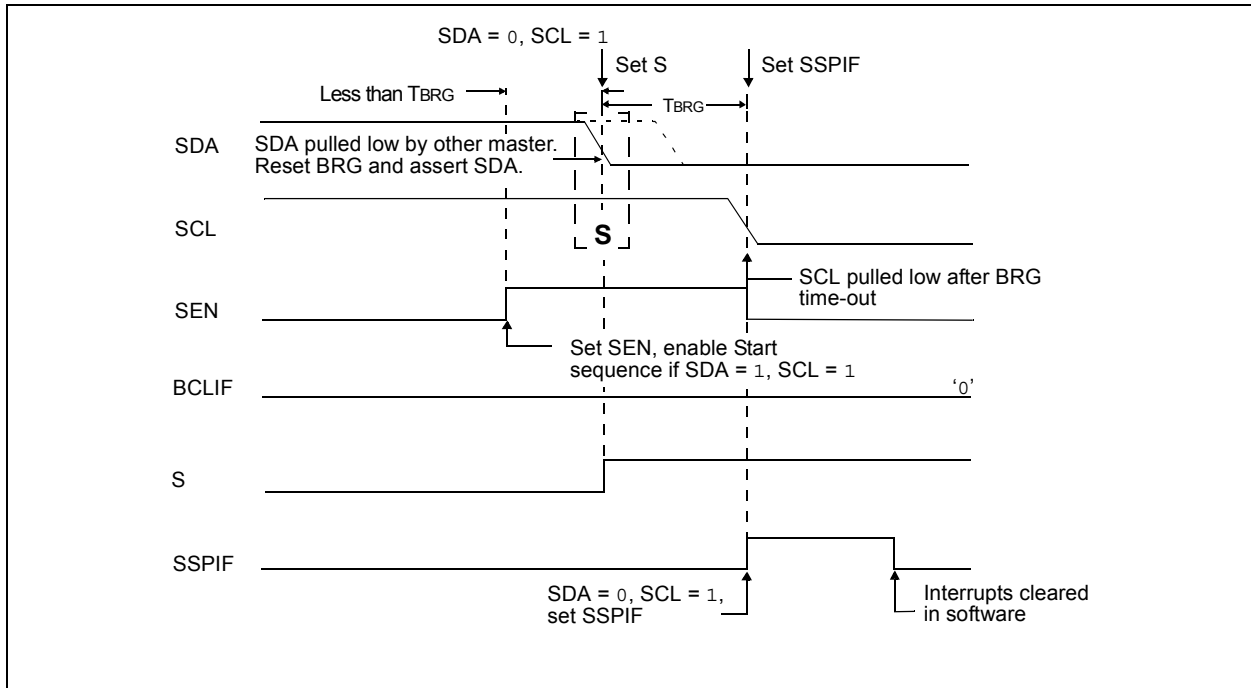 SDA = 0, SCL = 1
Set S
Set SSPIF
Less than TBRG
TBRG
SDA
SDA pulled low by other master.
Reset BRG and assert SDA.
SCL
S
SCL pulled low after BRG
time-out
SEN
Set SEN, enable Start
sequence if SDA = 1, SCL = 1
BCLIF
‘0’
S
SSPIF
SDA = 0, SCL = 1,
set SSPIF
Interrupts cleared
in software